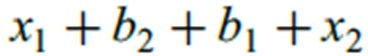 x₁ + b₂ + b₁ + x₂